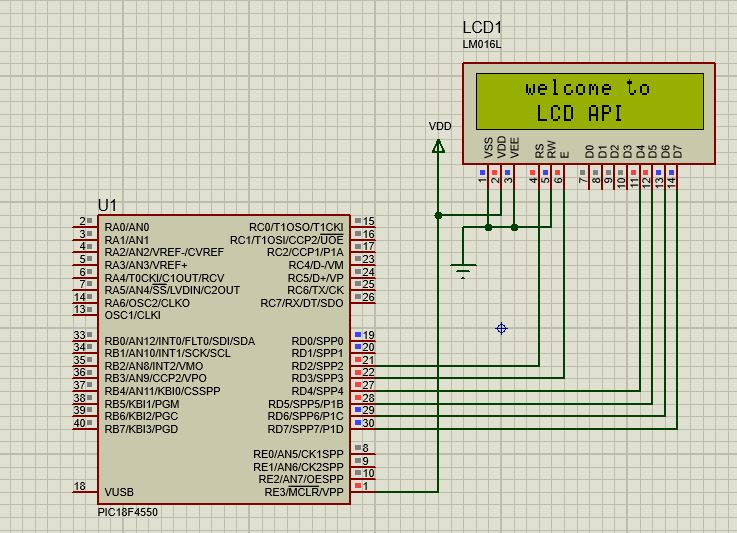 LCD1
LM016L
welcome to
LCD API
VDD
VSS VDD VEE RS RW E D0 D1 D2 D3 D4 D5 D6 D7
1 2 3 4 5 6 7 8 9 10 11 12 13 14
U1
2 RA0/AN0 RC0/T1OSO/T1CKI 15
3 RA1/AN1 RC1/T1OSI/CCP2/UOE 16
4 RA2/AN2/VREF-/CVREF RC2/CCP1/P1A 17
5 RA3/AN3/VREF+ RC4/D-/VM 23
6 RA4/T0CKI/C1OUT/RCV RC5/D+/VP 24
7 RA5/AN4/SS/LVDIN/C2OUT RC6/TX/CK 25
14 RA6/OSC2/CLKO RC7/RX/DT/SDO 26
13 OSC1/CLKI
33 RB0/AN12/INT0/FLT0/SDI/SDA RD0/SPP0 19
34 RB1/AN10/INT1/SCK/SCL RD1/SPP1 20
35 RB2/AN8/INT2/VMO RD2/SPP2 21
36 RB3/AN9/CCP2/VPO RD3/SPP3 22
37 RB4/AN11/KBI0/CSSPP RD4/SPP4 27
38 RB5/KBI1/PGM RD5/SPP5/P1B 28
39 RB6/KBI2/PGC RD6/SPP6/P1C 29
40 RB7/KBI3/PGD RD7/SPP7/P1D 30
RE0/AN5/CK1SPP 8
RE1/AN6/CK2SPP 9
RE2/AN7/OESPP 10
18 VUSB RE3/MCLR/VPP 1
PIC18F4550